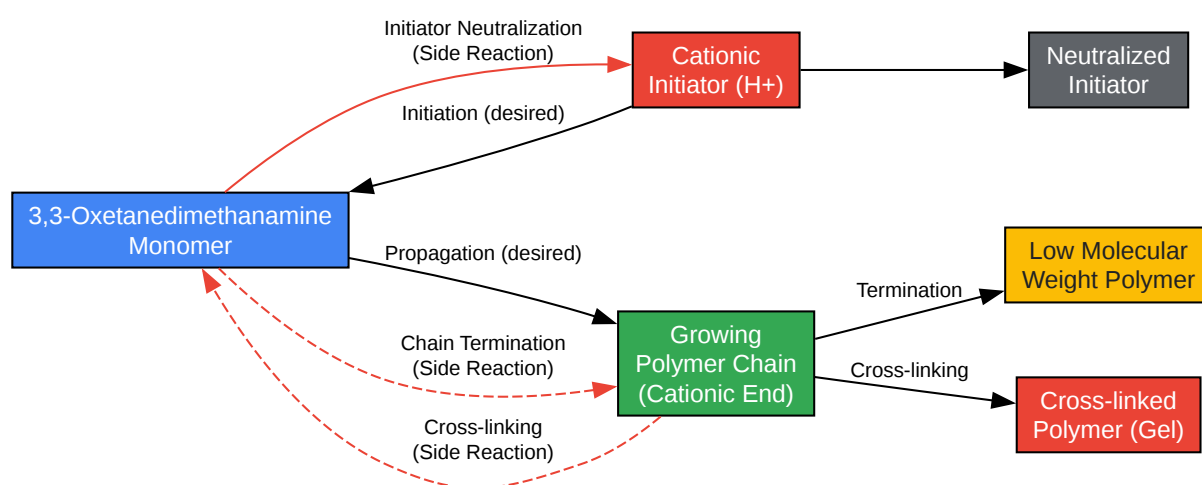 Initiator Neutralization
(Side Reaction)
Cationic
Initiator (H+)
Neutralized
Initiator
Initiation (desired)
3,3-Oxetanedimethanamine
Monomer
Propagation (desired)
Low Molecular
Weight Polymer
Termination
Growing
Polymer Chain
(Cationic End)
Chain Termination
(Side Reaction)
Cross-linking
Cross-linked
Polymer (Gel)
Cross-linking
(Side Reaction)